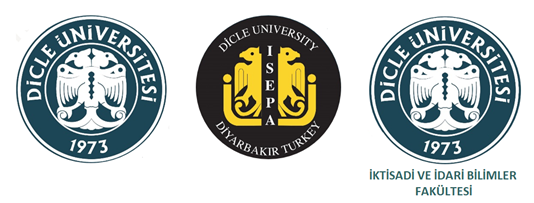 DİCLE ÜNİVERSİTESİ
1973
DICLE UNIVERSITY
ISEPA
DIYARBAKIR TURKEY
DİCLE ÜNİVERSİTESİ
1973
İKTİSADİ VE İDARİ BİLİMLER
FAKÜLTESİ